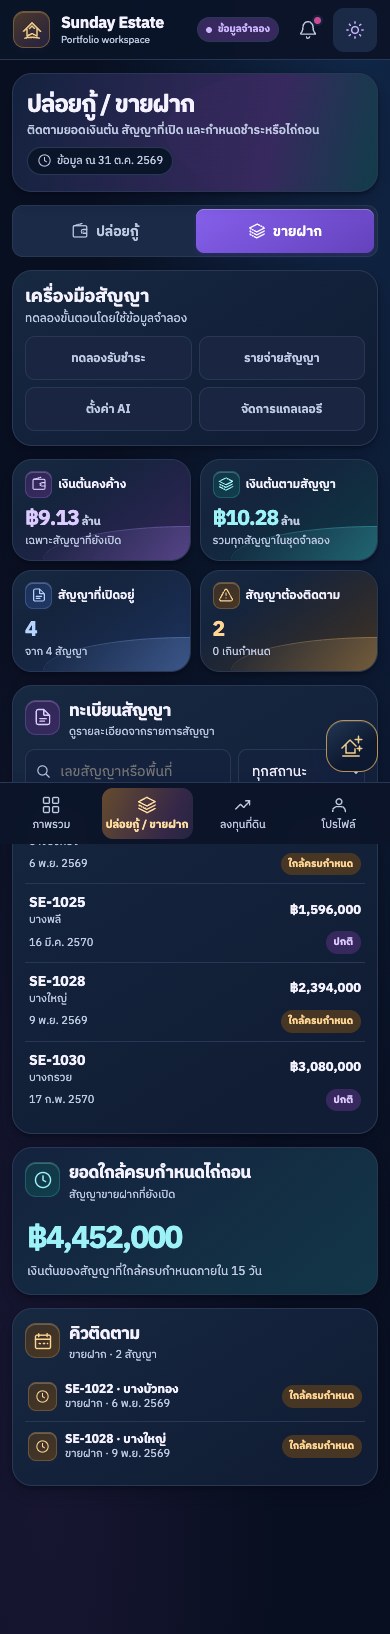 Sunday Estate
Portfolio workspace
ข้อมูลจำลอง
ปล่อยกู้ / ขายฝาก
ติดตามยอดเงินต้น สัญญาที่เปิด และกำหนดชำระหรือไถ่ถอน
ข้อมูล ณ 31 ต.ค. 2569
ปล่อยกู้
ขายฝาก
เครื่องมือสัญญา
ทดลองขั้นตอนโดยใช้ข้อมูลจำลอง
ทดลองรับชำระ
รายจ่ายสัญญา
ตั้งค่า AI
จัดการแกลเลอรี
เงินต้นคงค้าง
฿9.13 ล้าน
เฉพาะสัญญาที่ยังเปิด
เงินต้นตามสัญญา
฿10.28 ล้าน
รวมทุกสัญญาในชุดจำลอง
สัญญาที่เปิดอยู่
4
จาก 4 สัญญา
สัญญาต้องติดตาม
2
0 เกินกำหนด
ทะเบียนสัญญา
ดูรายละเอียดจากรายการสัญญา
เลขสัญญาหรือพื้นที่
ทุกสถานะ
ภาพรวม
ปล่อยกู้ / ขายฝาก
ลงทุนที่ดิน
โปรไฟล์
6 พ.ย. 2569
ใกล้ครบกำหนด
SE-1025
บางพลี
฿1,596,000
16 มี.ค. 2570
ปกติ
SE-1028
บางใหญ่
฿2,394,000
9 พ.ย. 2569
ใกล้ครบกำหนด
SE-1030
บางกรวย
฿3,080,000
17 ก.พ. 2570
ปกติ
ยอดใกล้ครบกำหนดไถ่ถอน
สัญญาขายฝากที่ยังเปิด
฿4,452,000
เงินต้นของสัญญาที่ใกล้ครบกำหนดภายใน 15 วัน
คิวติดตาม
ขายฝาก · 2 สัญญา
SE-1022 · บางบัวทอง
ขายฝาก · 6 พ.ย. 2569
ใกล้ครบกำหนด
SE-1028 · บางใหญ่
ขายฝาก · 9 พ.ย. 2569
ใกล้ครบกำหนด